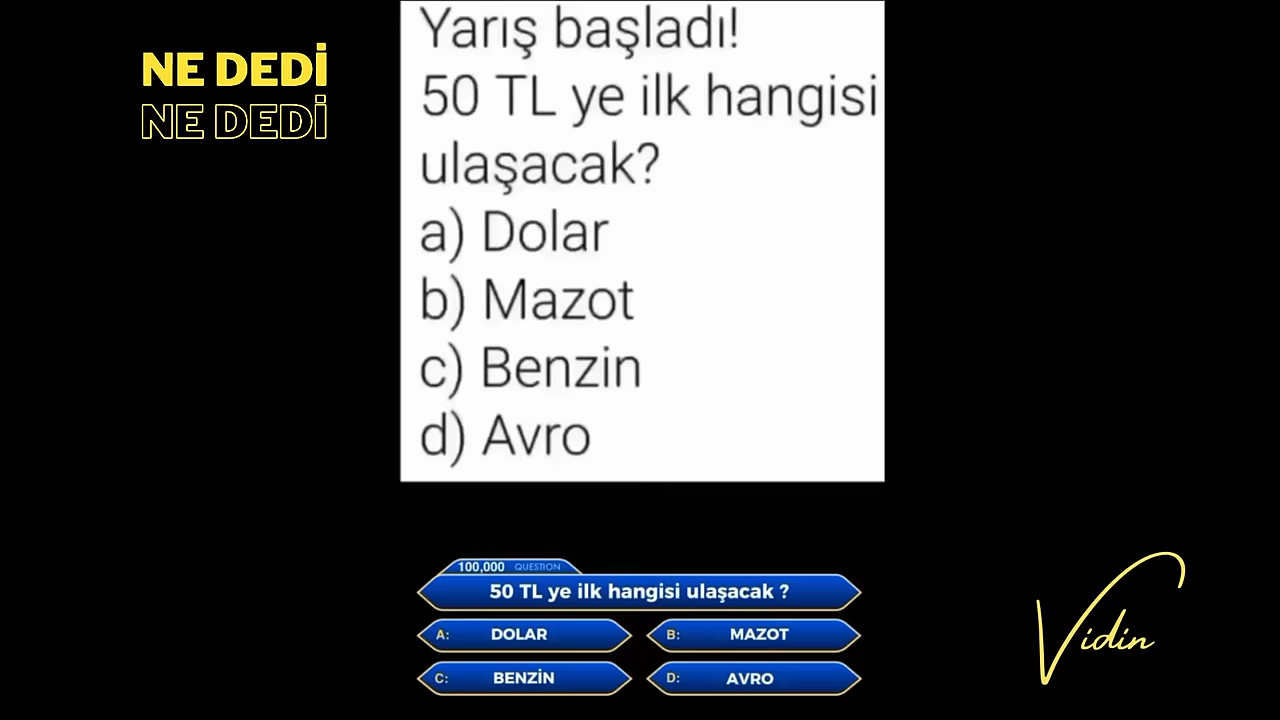 NE DEDİ
NE DEDİ
Yarış başladı!
50 TL ye ilk hangisi
ulaşacak?
a) Dolar
b) Mazot
c) Benzin
d) Avro
100,000 QUESTION
50 TL ye ilk hangisi ulaşacak ?
A: DOLAR
B: MAZOT
C: BENZİN
D: AVRO
Vidin